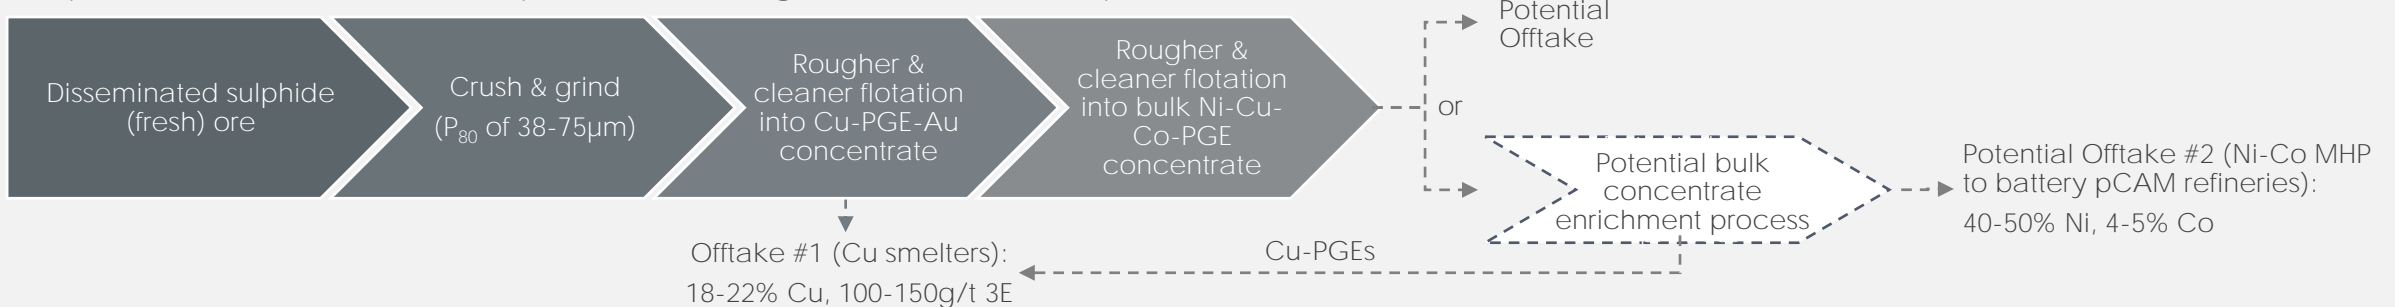 Disseminated sulphide
(fresh) ore
Crush & grind
(P80 of 38-75µm)
Rougher &
cleaner flotation
into Cu-PGE-Au
concentrate
Rougher &
cleaner flotation
into bulk Ni-Cu-
Co-PGE
concentrate
Potential
Offtake
or
Potential bulk
concentrate
enrichment process
Potential Offtake #2 (Ni-Co MHP
to battery pCAM refineries):
40-50% Ni, 4-5% Co
Offtake #1 (Cu smelters):
18-22% Cu, 100-150g/t 3E
Cu-PGEs